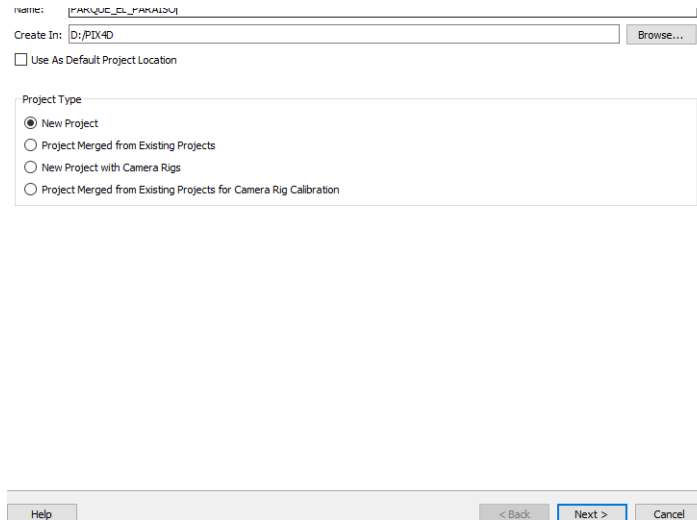 Name: PARQUE_EL_PARAISO
Create In: D:/PIX4D Browse...
Use As Default Project Location
Project Type
New Project
Project Merged from Existing Projects
New Project with Camera Rigs
Project Merged from Existing Projects for Camera Rig Calibration
Help < Back Next > Cancel